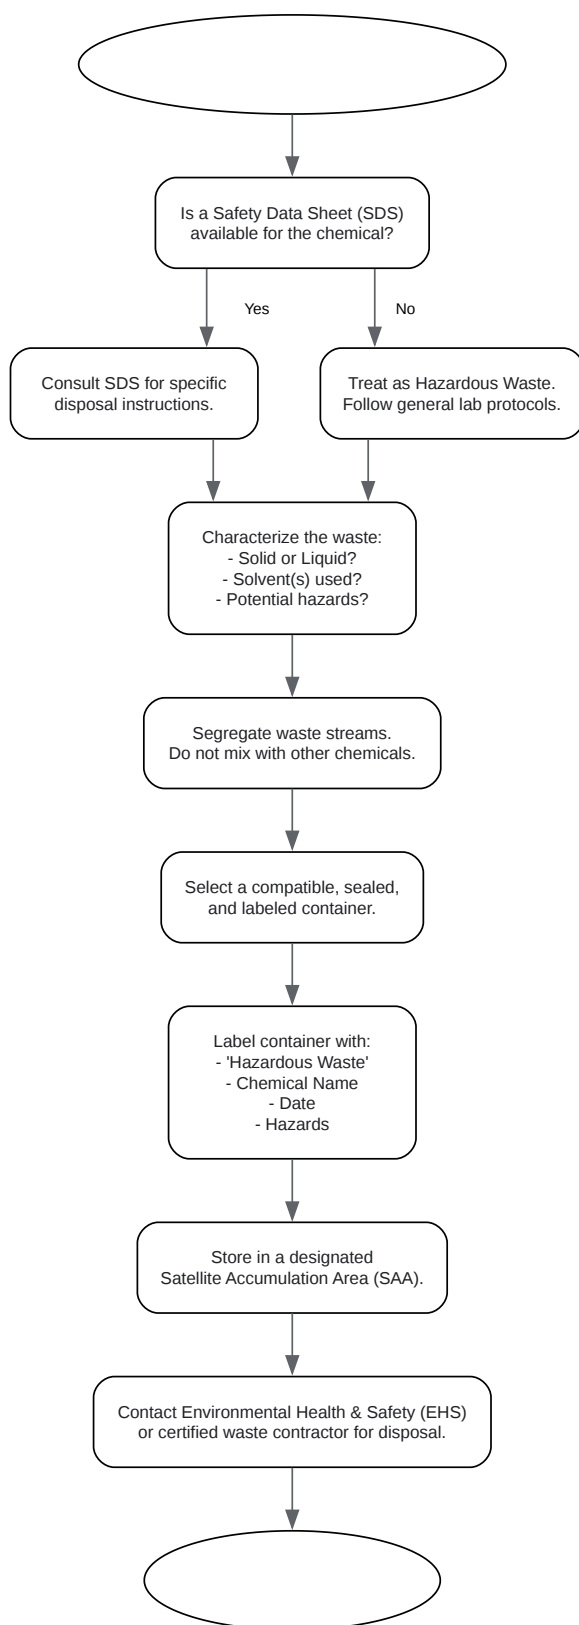 Is a Safety Data Sheet (SDS)
available for the chemical?
Yes
No
Consult SDS for specific
disposal instructions.
Treat as Hazardous Waste.
Follow general lab protocols.
Characterize the waste:
- Solid or Liquid?
- Solvent(s) used?
- Potential hazards?
Segregate waste streams.
Do not mix with other chemicals.
Select a compatible, sealed,
and labeled container.
Label container with:
- 'Hazardous Waste'
- Chemical Name
- Date
- Hazards
Store in a designated
Satellite Accumulation Area (SAA).
Contact Environmental Health & Safety (EHS)
or certified waste contractor for disposal.